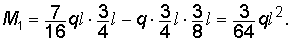 M₁ = 7/16 ql · 3/4 l − q · 3/4 l · 3/8 l = 3/64 ql².